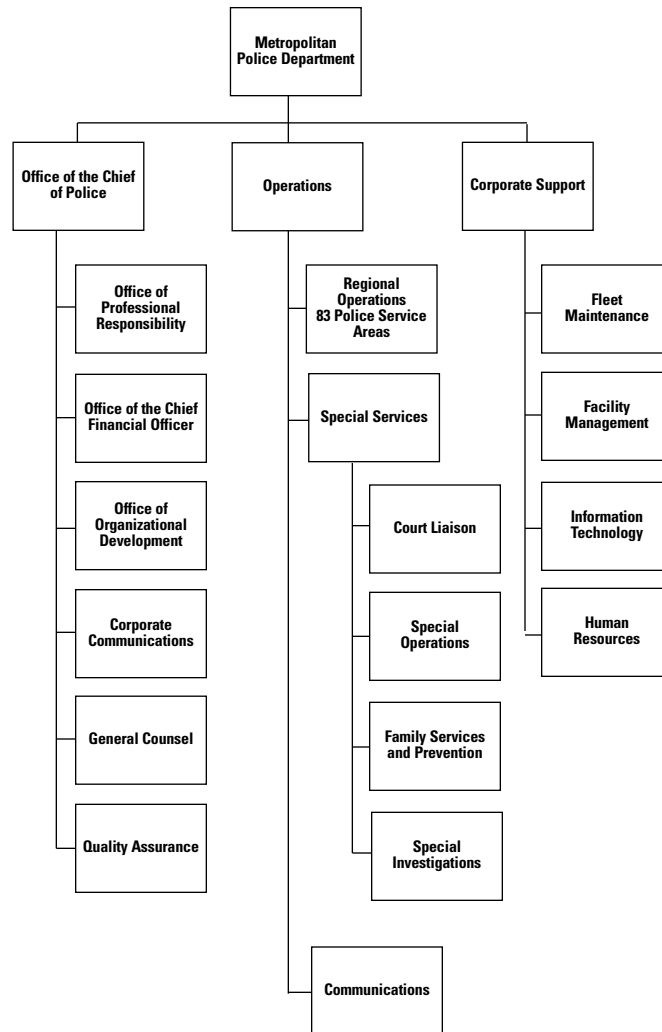 Metropolitan
Police Department
Office of the Chief
of Police
Operations
Corporate Support
Office of
Professional
Responsibility
Office of the Chief
Financial Officer
Office of
Organizational
Development
Corporate
Communications
General Counsel
Quality Assurance
Regional
Operations
83 Police Service
Areas
Special Services
Court Liaison
Special
Operations
Family Services
and Prevention
Special
Investigations
Communications
Fleet
Maintenance
Facility
Management
Information
Technology
Human
Resources